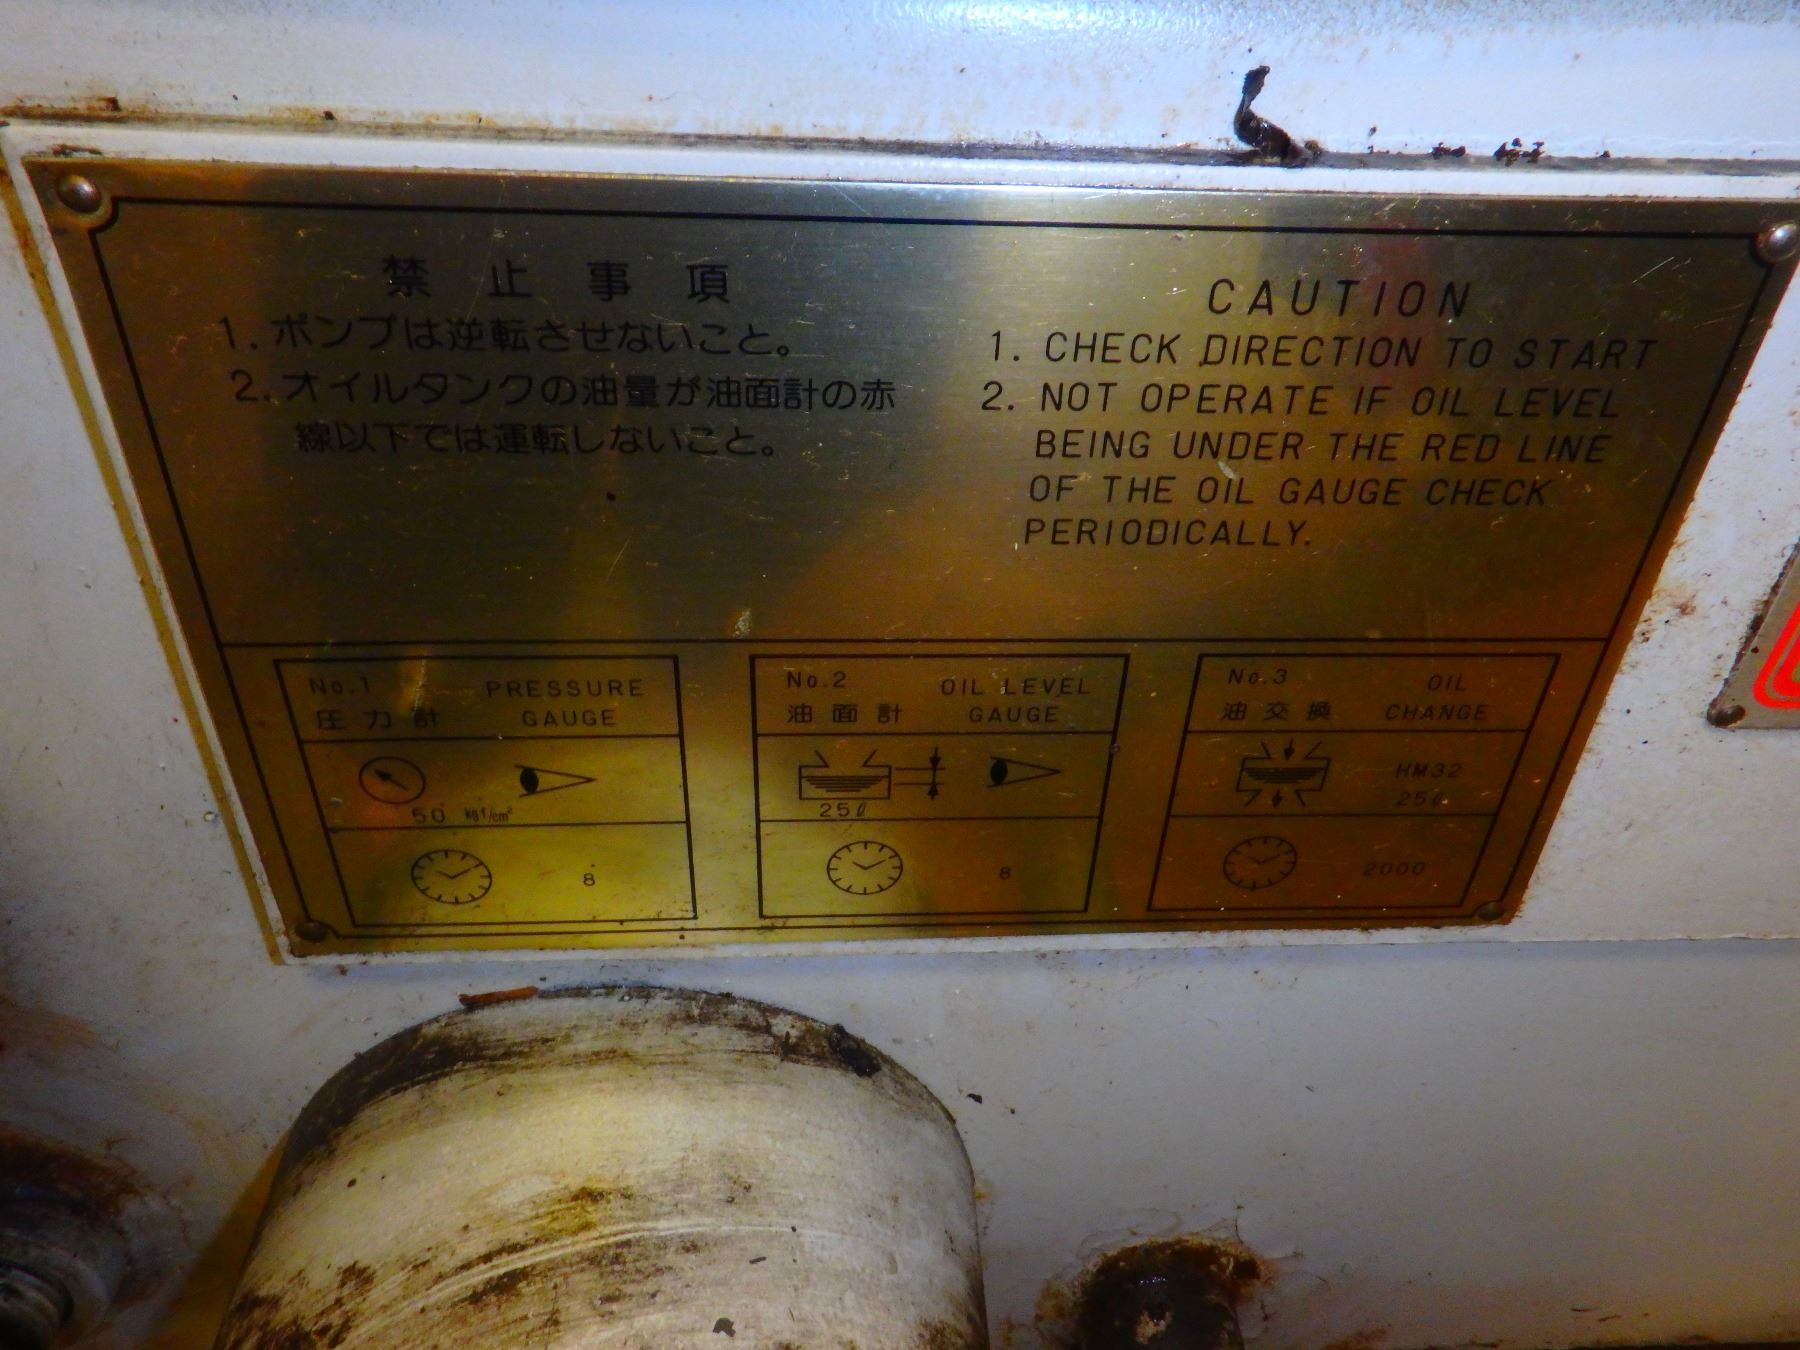 禁止事項
1. ポンプは逆転させないこと。
2. オイルタンクの油量が油面計の赤
線以下では運転しないこと。
CAUTION
1. CHECK DIRECTION TO START
2. NOT OPERATE IF OIL LEVEL
BEING UNDER THE RED LINE
OF THE OIL GAUGE CHECK
PERIODICALLY.
No.1 PRESSURE
圧力計 GAUGE
50 kgf/cm²
8
No.2 OIL LEVEL
油面計 GAUGE
25ℓ
8
No.3 OIL
油交換 CHANGE
HM32
25ℓ
2000